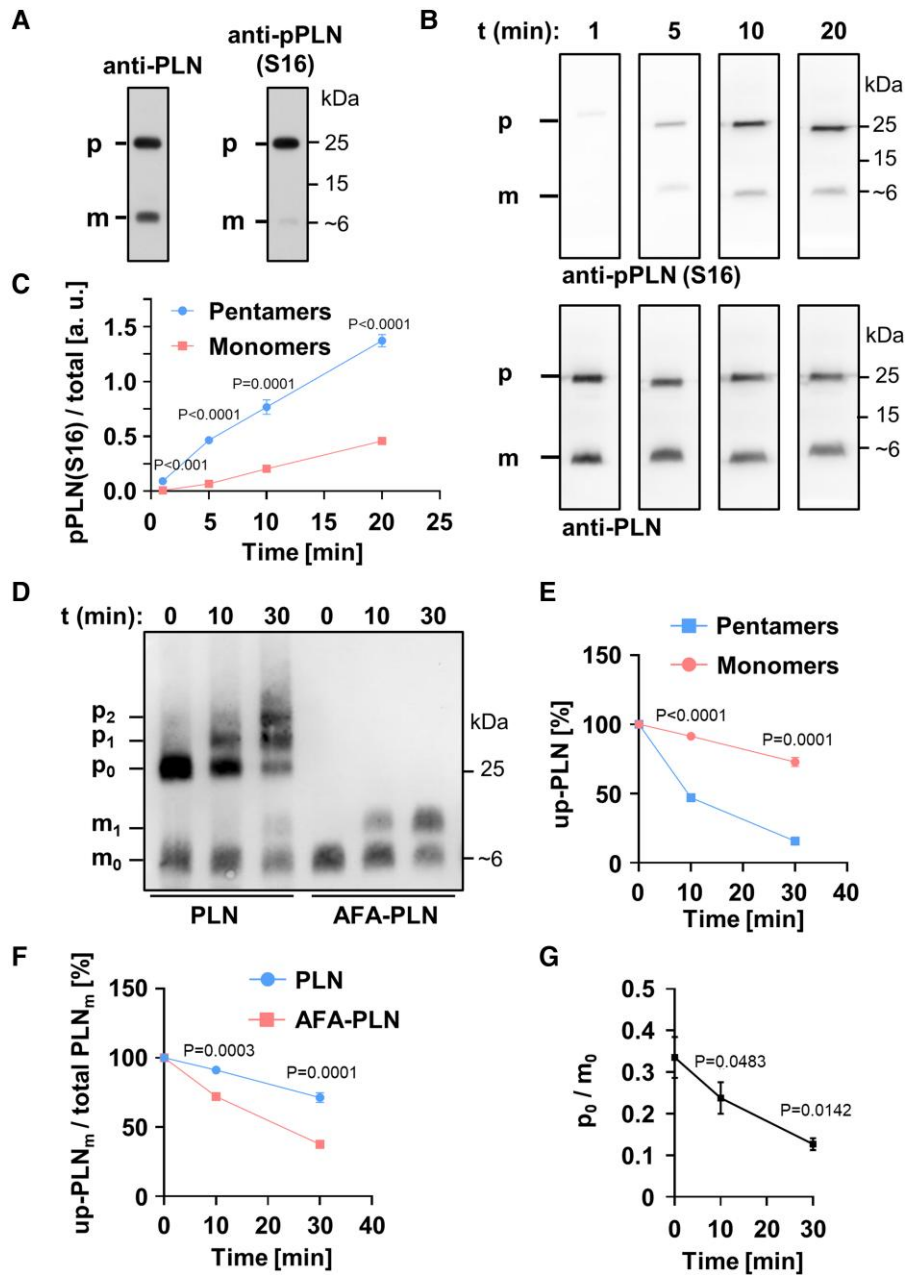 A
anti-PLN
anti-pPLN
(S16)
kDa
p
p
25
15
m
m
~6
B
t (min): 1 5 10 20
kDa
p
25
15
m
~6
anti-pPLN (S16)
kDa
p
25
15
m
~6
anti-PLN
C
pPLN(S16) / total [a. u.]
Pentamers
Monomers
1.5
1.0
0.5
0.0
P<0.001
P<0.0001
P=0.0001
P<0.0001
0 5 10 15 20 25
Time [min]
D
t (min): 0 10 30 0 10 30
kDa
p2
p1
p0
25
m1
m0
~6
PLN AFA-PLN
E
Pentamers
Monomers
up-PLN [%]
150
100
50
0
P<0.0001
P=0.0001
0 10 20 30 40
Time [min]
F
PLN
AFA-PLN
up-PLNm / total PLNm [%]
150
100
50
0
P=0.0003
P=0.0001
0 10 20 30 40
Time [min]
G
p0 / m0
0.5
0.4
0.3
0.2
0.1
0
P=0.0483
P=0.0142
0 10 20 30
Time [min]